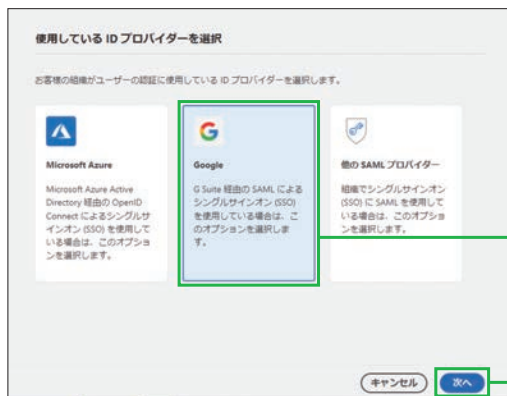 使用している ID プロバイダーを選択
お客様の組織がユーザーの認証に使用している ID プロバイダーを選択します。
Microsoft Azure
Microsoft Azure Active
Directory 経由の OpenID
Connect によるシングルサ
インオン (SSO) を使用して
いる場合は、このオプショ
ンを選択します。
Google
G Suite 経由の SAML による
シングルサインオン (SSO)
を使用している場合は、こ
のオプションを選択しま
す。
他の SAML プロバイダー
組織でシングルサインオン
(SSO) に SAML を使用して
いる場合は、このオプショ
ンを選択します。
キャンセル
次へ